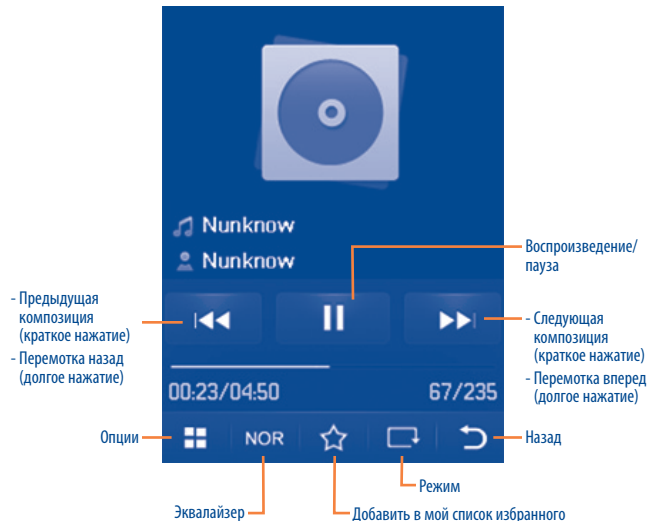 Nunknow
Nunknow
Воспроизведение/
пауза
- Предыдущая
композиция
(краткое нажатие)
- Перемотка назад
(долгое нажатие)
- Следующая
композиция
(краткое нажатие)
- Перемотка вперед
(долгое нажатие)
00:23/04:50
67/235
Опции
NOR
Назад
Режим
Эквалайзер
Добавить в мой список избранного